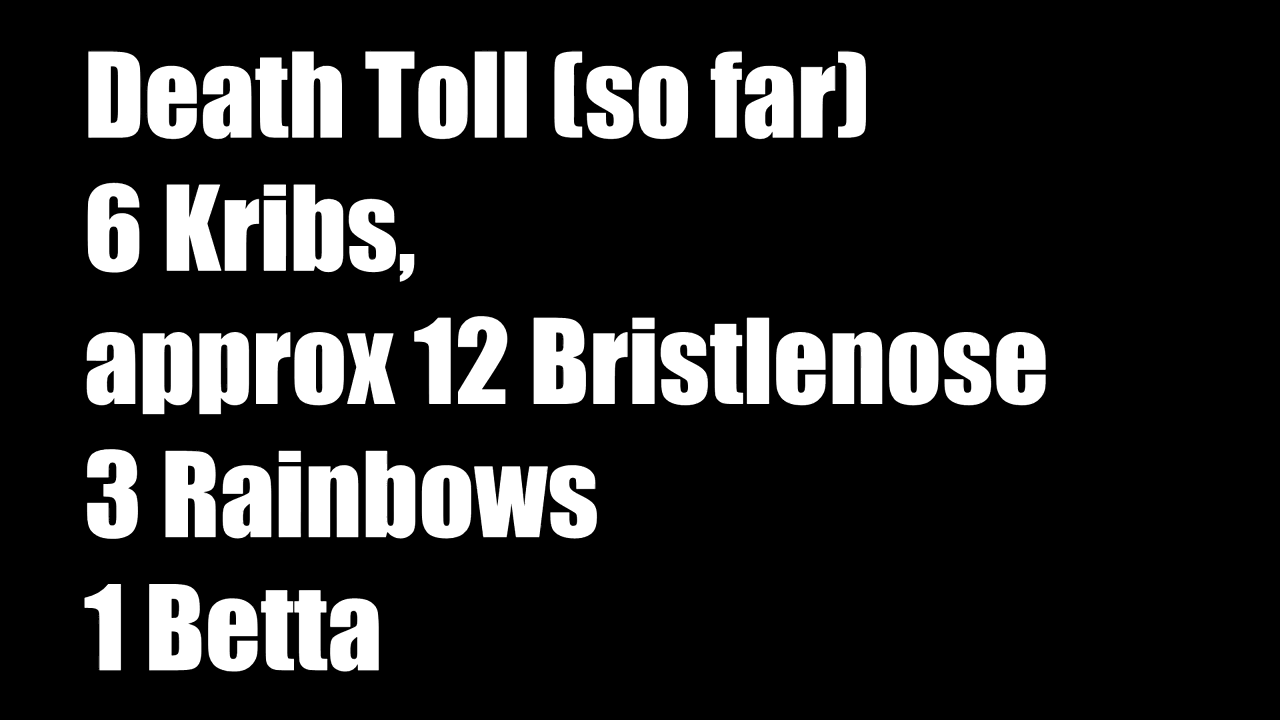 Death Toll (so far)
6 Kribs,
approx 12 Bristlenose
3 Rainbows
1 Betta